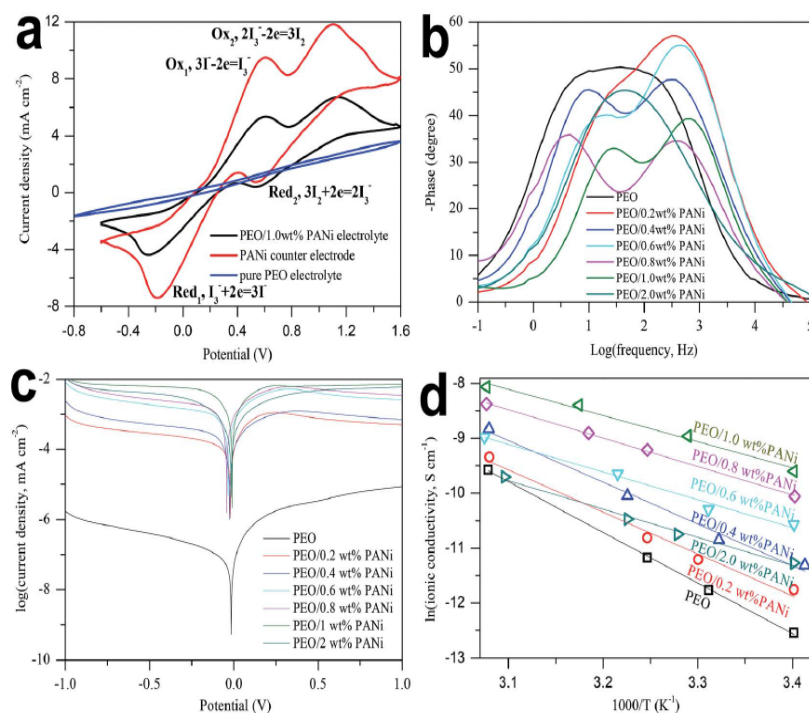 a
Current density (mA cm⁻²)
12
8
4
0
-4
-8
Ox₂, 2I₃⁻-2e=3I₂
Ox₁, 3I⁻-2e=I₃⁻
Red₂, 3I₂+2e=2I₃⁻
PEO/1.0wt% PANi electrolyte
PANi counter electrode
pure PEO electrolyte
Red₁, I₃⁻+2e=3I⁻
-0.8
0.0
0.8
1.6
Potential (V)
b
-Phase (degree)
60
50
40
30
20
10
0
PEO
PEO/0.2wt% PANi
PEO/0.4wt% PANi
PEO/0.6wt% PANi
PEO/0.8wt% PANi
PEO/1.0wt% PANi
PEO/2.0wt% PANi
-1
0
1
2
3
4
5
Log(frequency, Hz)
c
log(current density, mA cm⁻²)
-2
-4
-6
-8
-10
PEO
PEO/0.2 wt% PANi
PEO/0.4 wt% PANi
PEO/0.6 wt% PANi
PEO/0.8 wt% PANi
PEO/1 wt% PANi
PEO/2 wt% PANi
-1.0
-0.5
0.0
0.5
1.0
Potential (V)
d
ln(ionic conductivity, S cm⁻¹)
-8
-9
-10
-11
-12
-13
PEO/1.0 wt%PANi
PEO/0.8 wt%PANi
PEO/0.6 wt%PANi
PEO/0.4 wt%PANi
PEO/2.0 wt%PANi
PEO/0.2 wt%PANi
PEO
3.1
3.2
3.3
3.4
1000/T (K⁻¹)